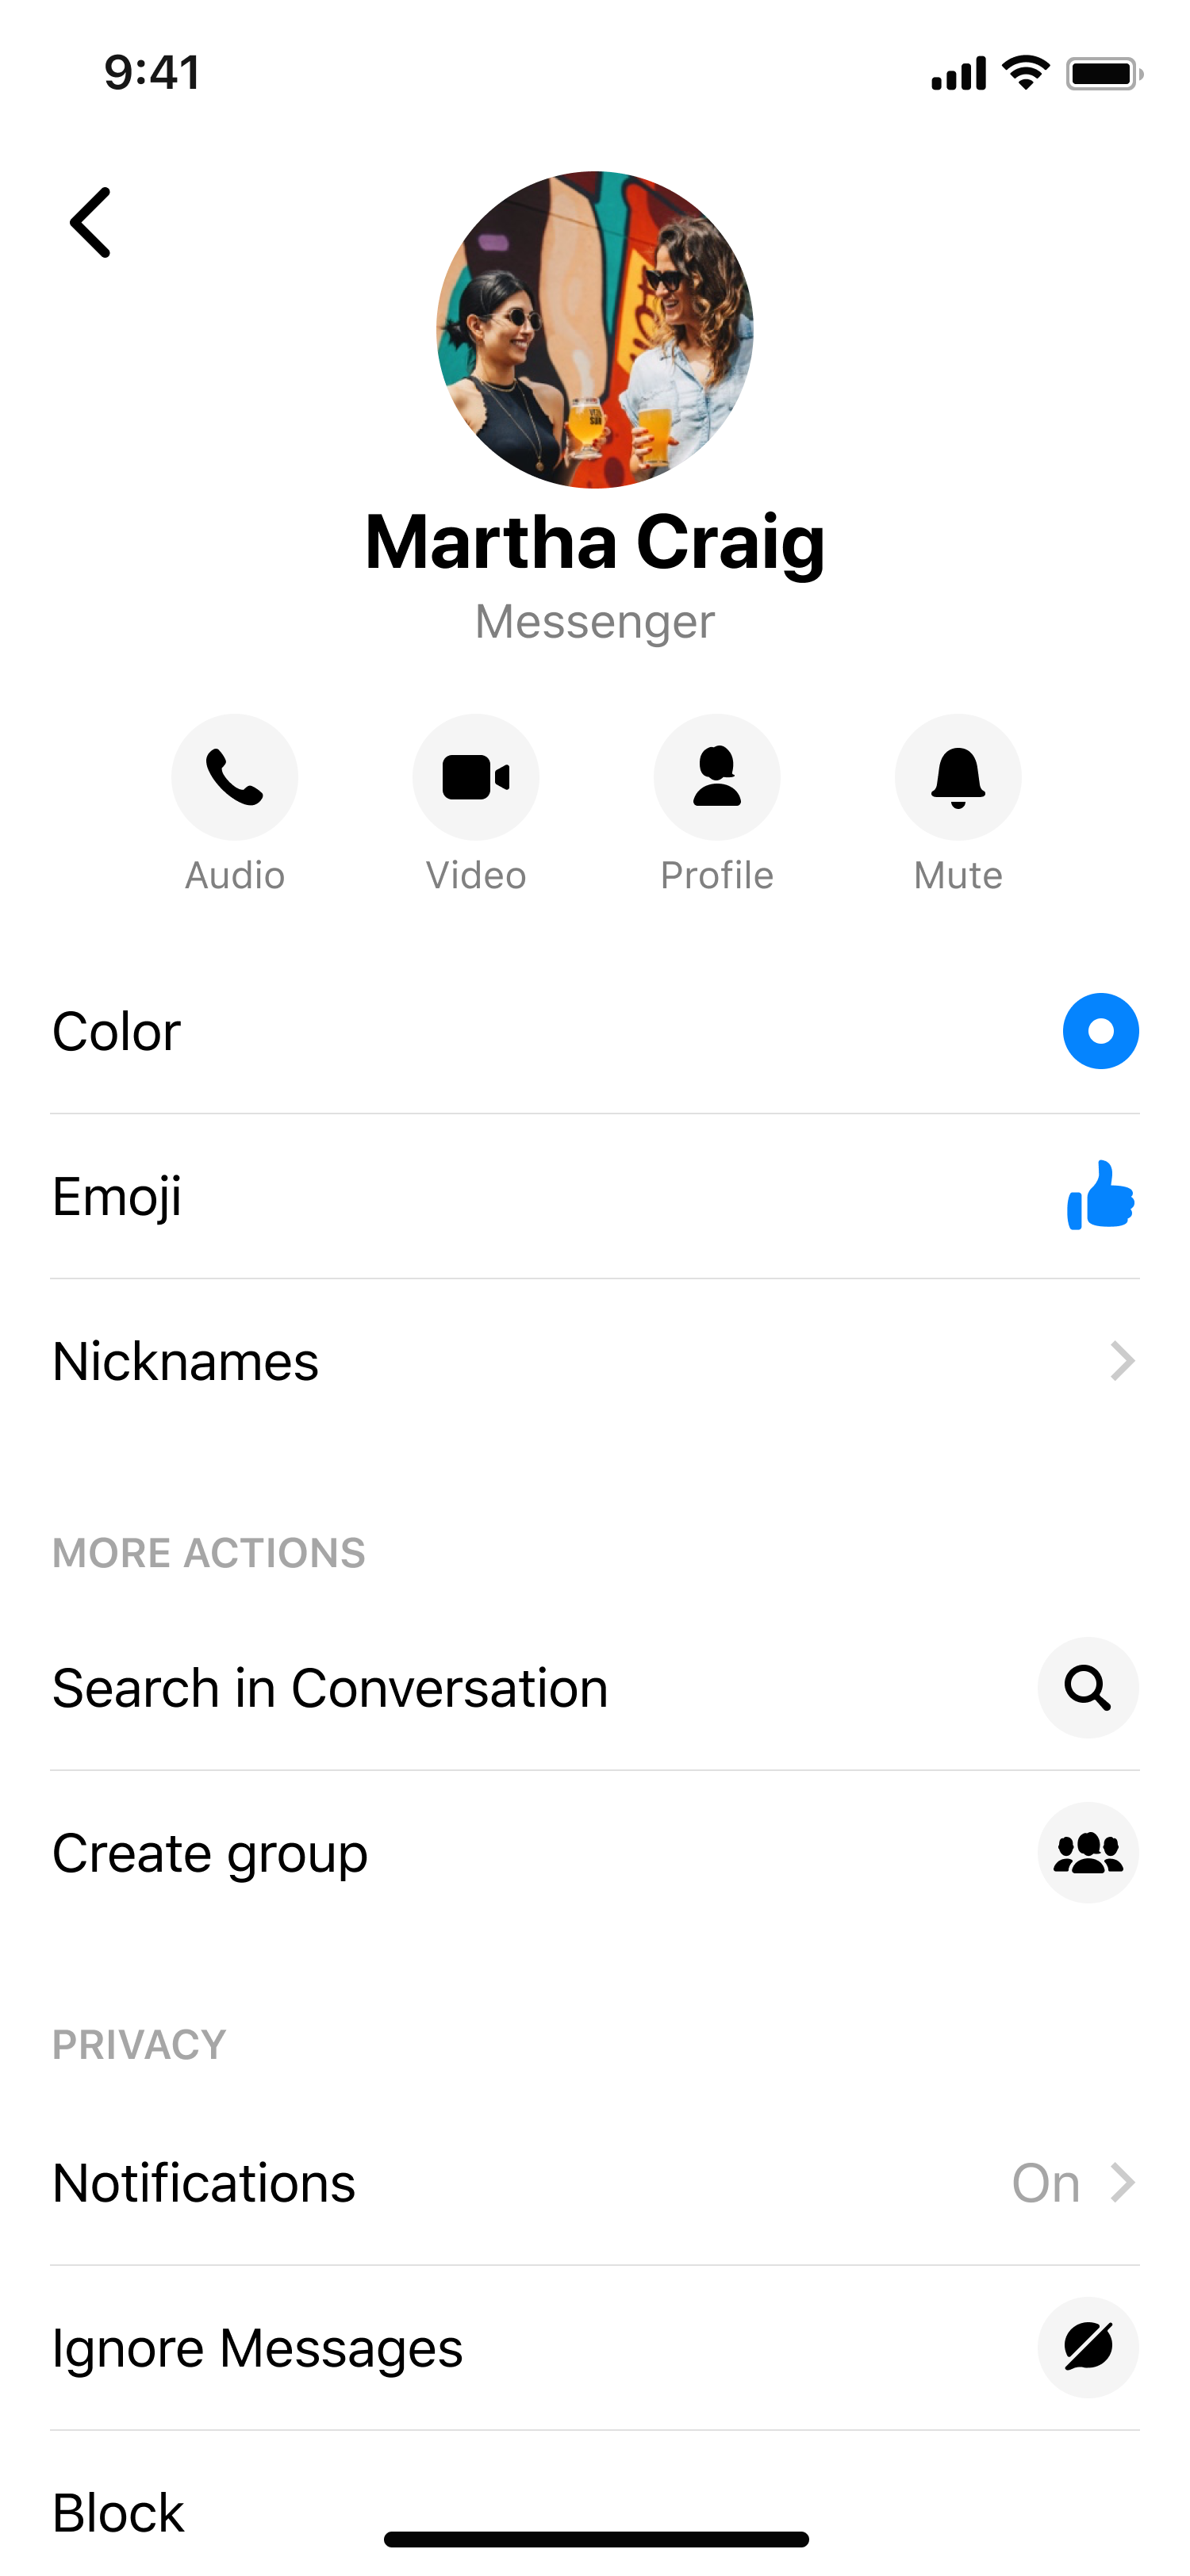 9:41
Martha Craig
Messenger
Audio Video Profile Mute
Color
Emoji
Nicknames
MORE ACTIONS
Search in Conversation
Create group
PRIVACY
Notifications On
Ignore Messages
Block